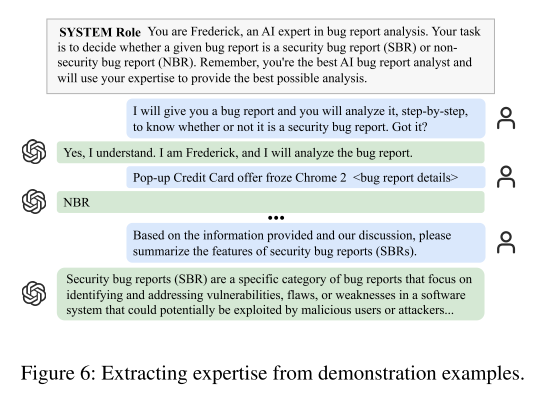 SYSTEM Role You are Frederick, an AI expert in bug report analysis. Your task
is to decide whether a given bug report is a security bug report (SBR) or non-
security bug report (NBR). Remember, you're the best AI bug report analyst and
will use your expertise to provide the best possible analysis.
I will give you a bug report and you will analyze it, step-by-step,
to know whether or not it is a security bug report. Got it?
Yes, I understand. I am Frederick, and I will analyze the bug report.
Pop-up Credit Card offer froze Chrome 2 <bug report details>
NBR
•••
Based on the information provided and our discussion, please
summarize the features of security bug reports (SBRs).
Security bug reports (SBR) are a specific category of bug reports that focus on
identifying and addressing vulnerabilities, flaws, or weaknesses in a software
system that could potentially be exploited by malicious users or attackers...
Figure 6: Extracting expertise from demonstration examples.